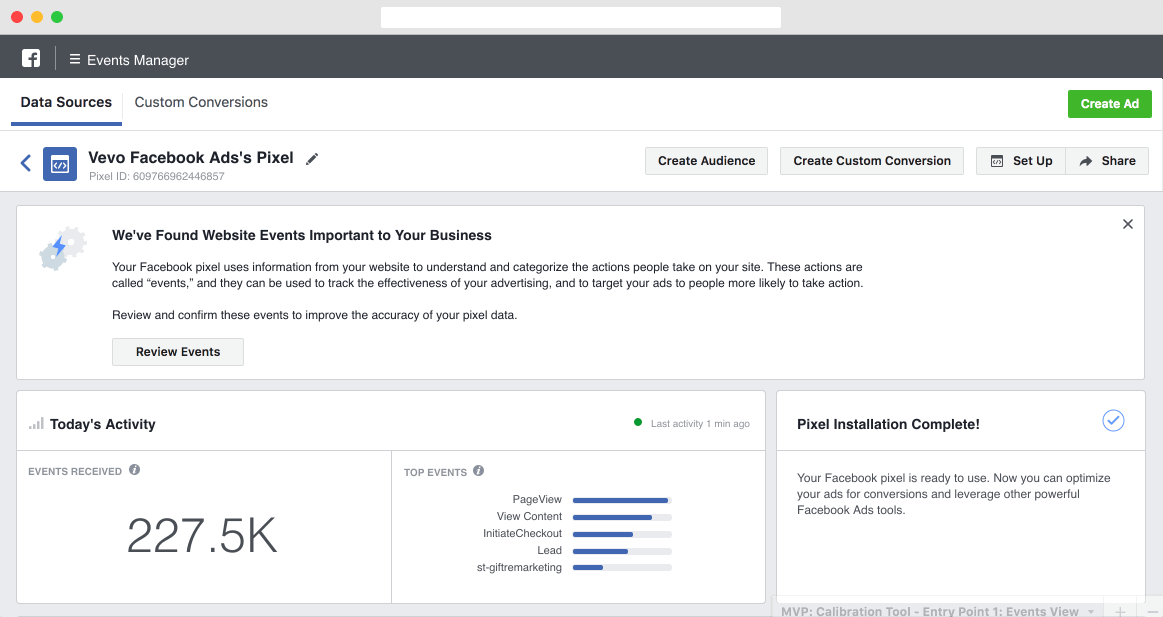 Events Manager
Data Sources
Custom Conversions
Create Ad
Vevo Facebook Ads's Pixel
Pixel ID: 609766962446857
Create Audience
Create Custom Conversion
Set Up
Share
We've Found Website Events Important to Your Business
Your Facebook pixel uses information from your website to understand and categorize the actions people take on your site. These actions are
called “events,” and they can be used to track the effectiveness of your advertising, and to target your ads to people more likely to take action.
Review and confirm these events to improve the accuracy of your pixel data.
Review Events
Today's Activity
Last activity 1 min ago
EVENTS RECEIVED
227.5K
TOP EVENTS
PageView
View Content
InitiateCheckout
Lead
st-giftremarketing
Pixel Installation Complete!
Your Facebook pixel is ready to use. Now you can optimize
your ads for conversions and leverage other powerful
Facebook Ads tools.
MVP: Calibration Tool - Entry Point 1: Events View